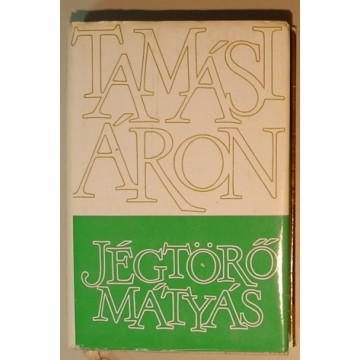 TAMÁSI
ÁRON
JÉGTÖRŐ
MÁTYÁS